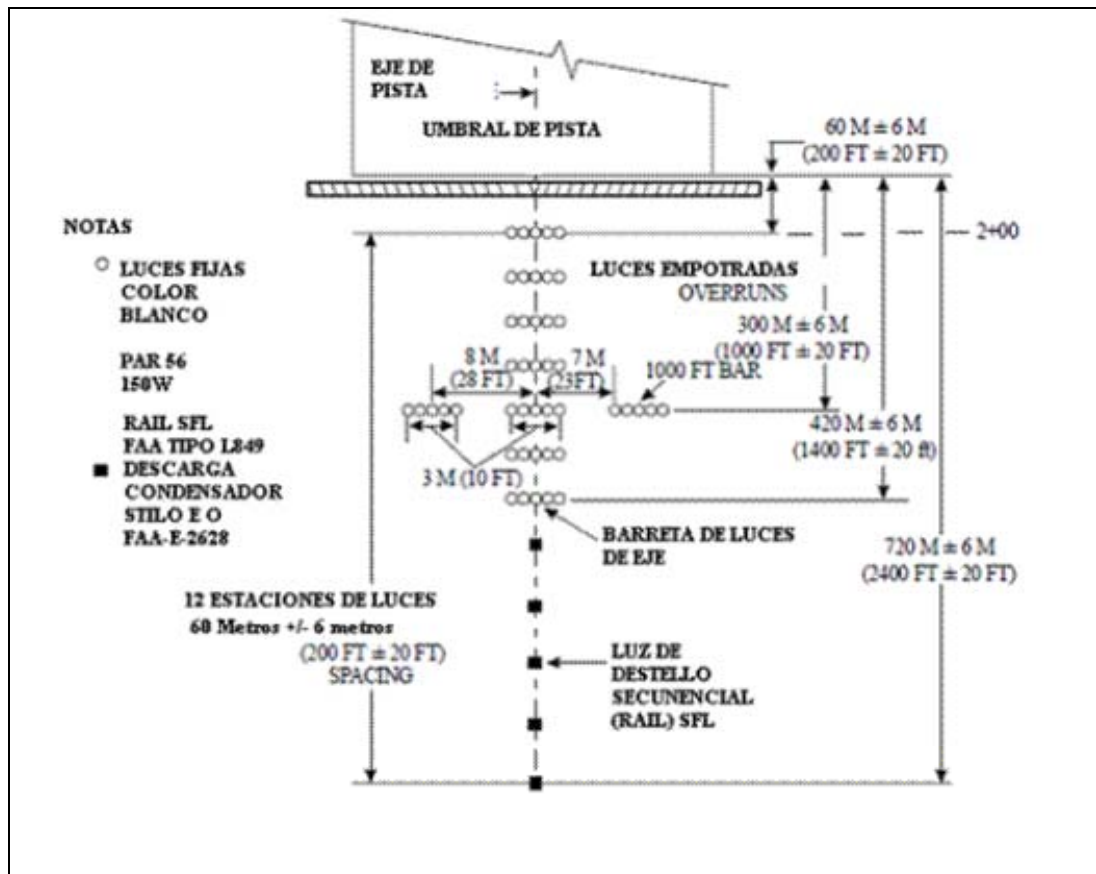 EJE DE
PISTA
UMBRAL DE PISTA
60 M ± 6 M
(200 FT ± 20 FT)
NOTAS
2+00
LUCES FIJAS
COLOR
BLANCO
LUCES EMPOTRADAS
OVERRUNS
300 M ± 6 M
(1000 FT ± 20 FT)
PAR 56
150W
8 M
(28 FT)
7 M
(23FT)
1000 FT BAR
RAIL SFL
FAA TIPO L849
DESCARGA
CONDENSADOR
STILO E O
FAA-E-2628
3 M (10 FT)
420 M ± 6 M
(1400 FT ± 20 ft)
BARRETA DE LUCES
DE EJE
720 M ± 6 M
(2400 FT ± 20 FT)
12 ESTACIONES DE LUCES
60 Metros +/- 6 metros
(200 FT ± 20 FT)
SPACING
LUZ DE
DESTELLO
SECUNENCIAL
(RAIL) SFL